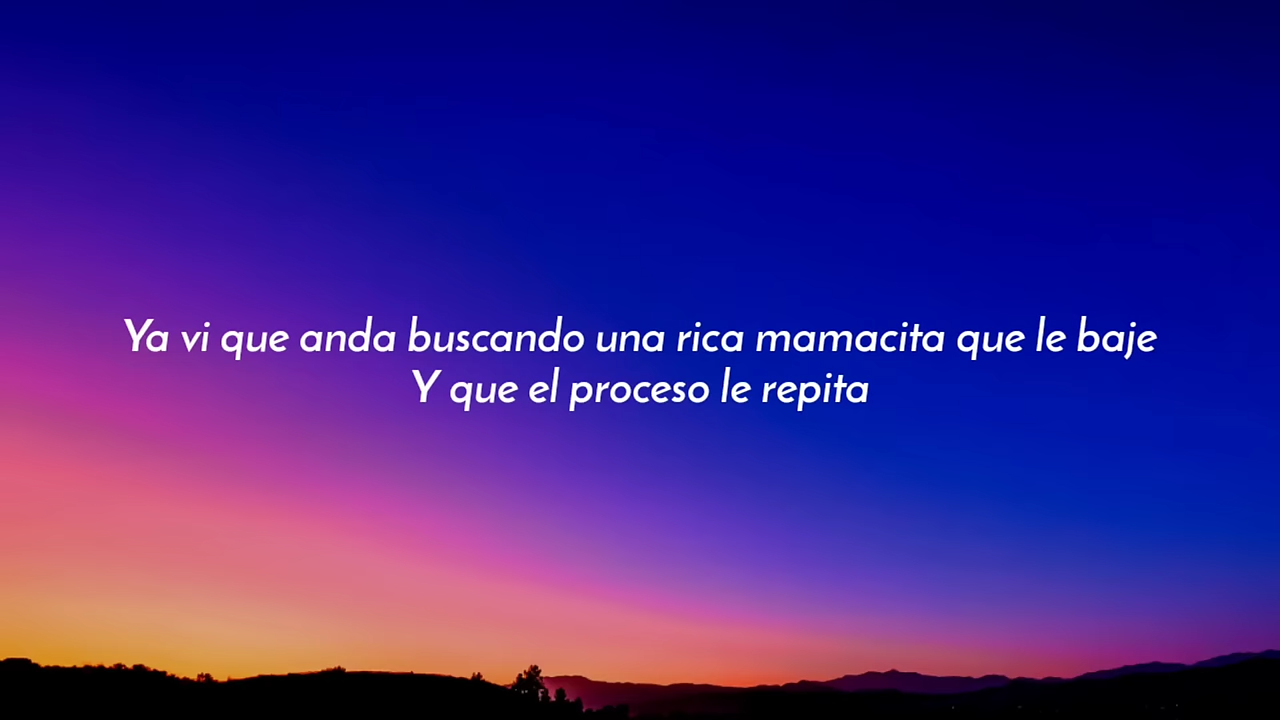 Ya vi que anda buscando una rica mamacita que le baje
Y que el proceso le repita